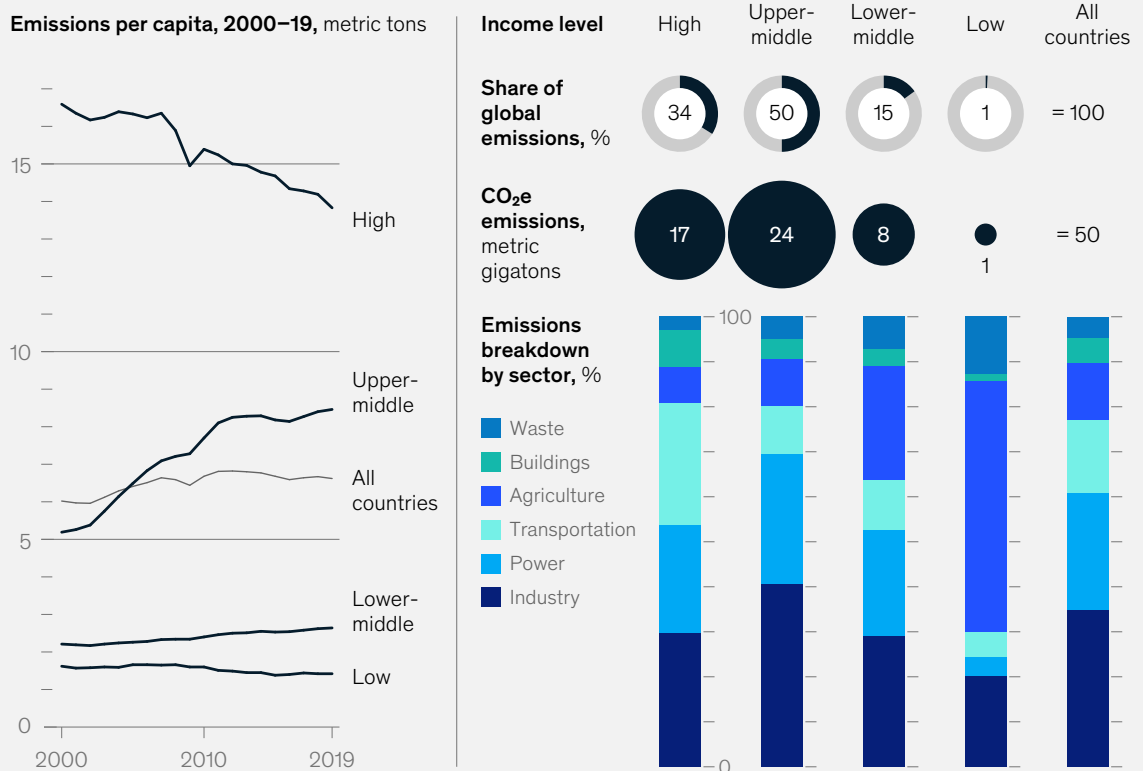 Emissions per capita, 2000–19, metric tons
15
10
5
0
2000 2010 2019
High
Upper-
middle
All
countries
Lower-
middle
Low
Income level
High
Upper-
middle
Lower-
middle
Low
All
countries
Share of
global
emissions, %
34 50 15 1 = 100
CO₂e
emissions,
metric
gigatons
17 24 8 1 = 50
Emissions
breakdown
by sector, %
100
0
Waste
Buildings
Agriculture
Transportation
Power
Industry